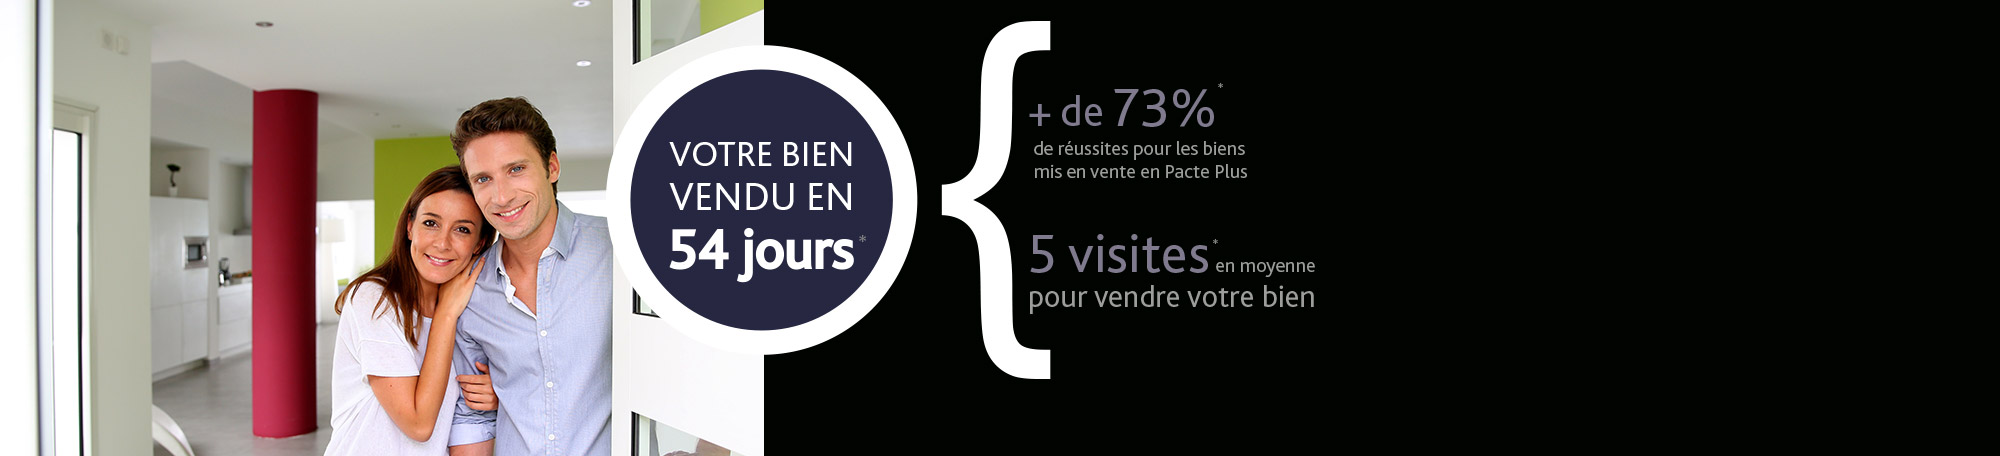 VOTRE BIEN
VENDU EN
54 jours*
+ de 73%*
de réussites pour les biens
mis en vente en Pacte Plus
5 visites* en moyenne
pour vendre votre bien